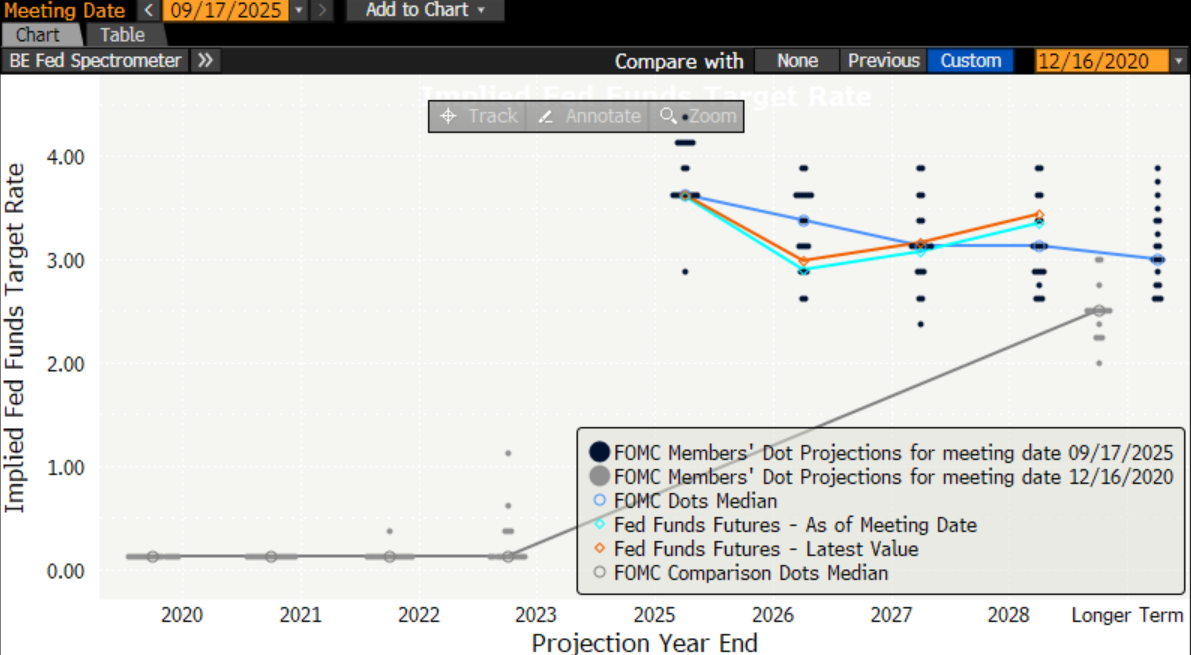 Meeting Date < 09/17/2025 > Add to Chart
Chart Table
BE Fed Spectrometer >> Compare with None Previous Custom 12/16/2020
Implied Fed Funds Target Rate
Track Annotate Zoom
Implied Fed Funds Target Rate
4.00
3.00
2.00
1.00
0.00
FOMC Members' Dot Projections for meeting date 09/17/2025
FOMC Members' Dot Projections for meeting date 12/16/2020
FOMC Dots Median
Fed Funds Futures - As of Meeting Date
Fed Funds Futures - Latest Value
FOMC Comparison Dots Median
2020 2021 2022 2023 2025 2026 2027 2028 Longer Term
Projection Year End